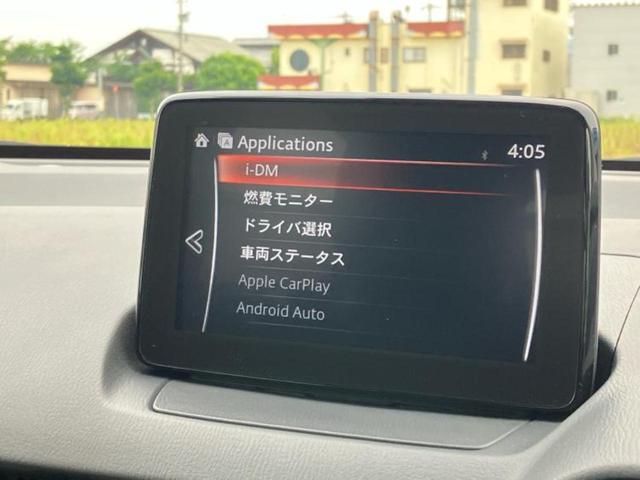 Applications
4:05
i-DM
燃費モニター
ドライバ選択
車両ステータス
Apple CarPlay
Android Auto